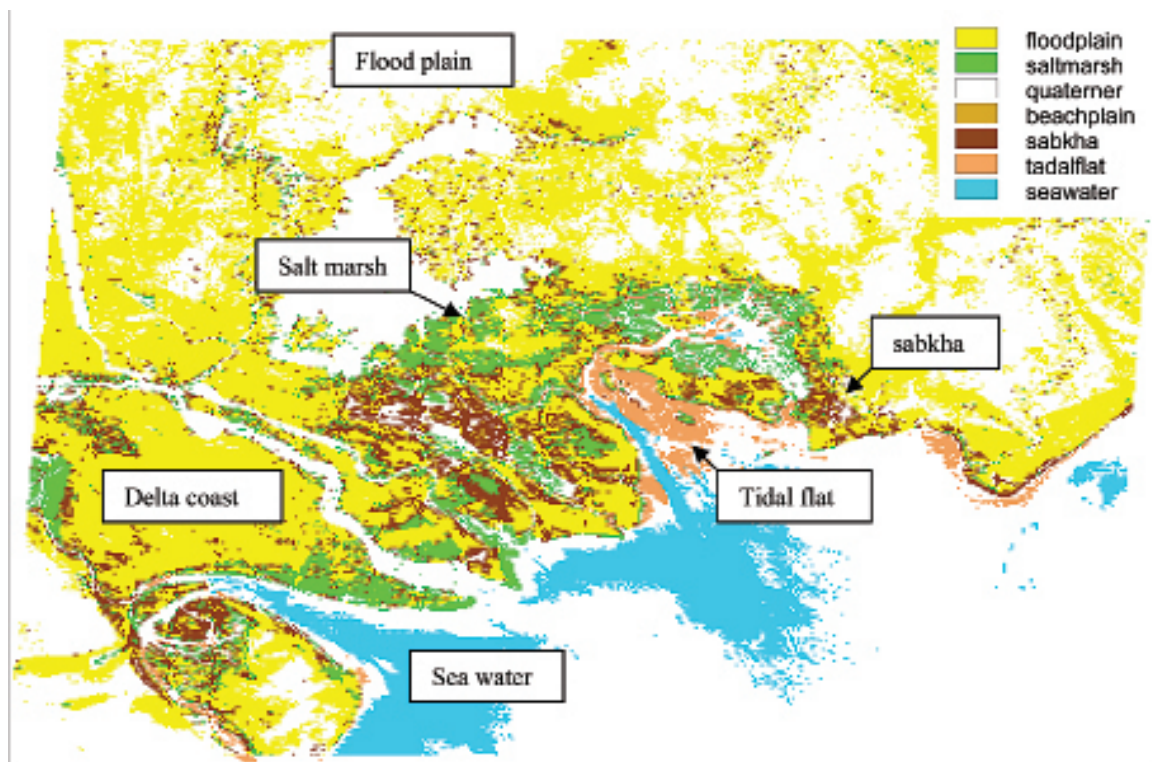 Flood plain
floodplain
saltmarsh
quaterner
beachplain
sabkha
tadalflat
seawater
Salt marsh
sabkha
Delta coast
Tidal flat
Sea water